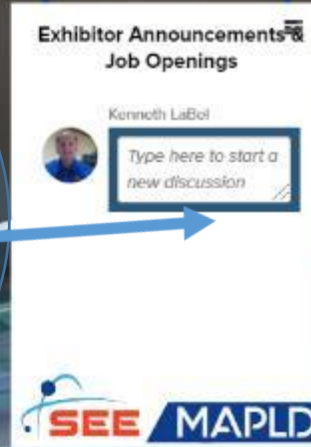 Exhibitor Announcements &
Job Openings
Kenneth LaBel
Type here to start a
new discussion
SEE MAPLD